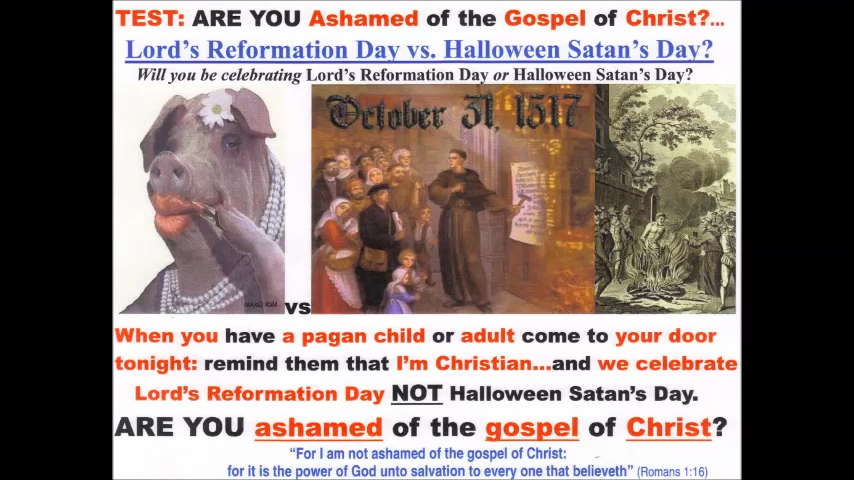 TEST: ARE YOU Ashamed of the Gospel of Christ?...
Lord's Reformation Day vs. Halloween Satan's Day?
Will you be celebrating Lord's Reformation Day or Halloween Satan's Day?
October 31, 1517
vs
When you have a pagan child or adult come to your door
tonight: remind them that I'm Christian...and we celebrate
Lord's Reformation Day NOT Halloween Satan's Day.
ARE YOU ashamed of the gospel of Christ?
"For I am not ashamed of the gospel of Christ:
for it is the power of God unto salvation to every one that believeth" (Romans 1:16)